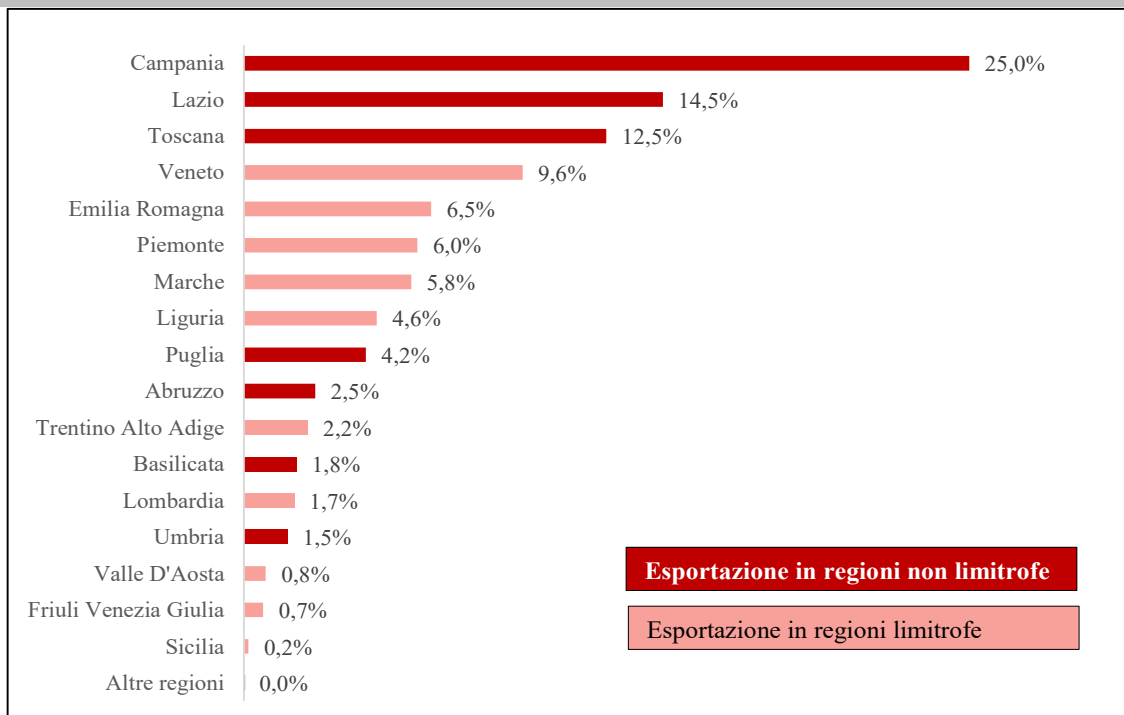 Campania 25,0%
Lazio 14,5%
Toscana 12,5%
Veneto 9,6%
Emilia Romagna 6,5%
Piemonte 6,0%
Marche 5,8%
Liguria 4,6%
Puglia 4,2%
Abruzzo 2,5%
Trentino Alto Adige 2,2%
Basilicata 1,8%
Lombardia 1,7%
Umbria 1,5%
Valle D'Aosta 0,8%
Friuli Venezia Giulia 0,7%
Sicilia 0,2%
Altre regioni 0,0%
Esportazione in regioni non limitrofe
Esportazione in regioni limitrofe